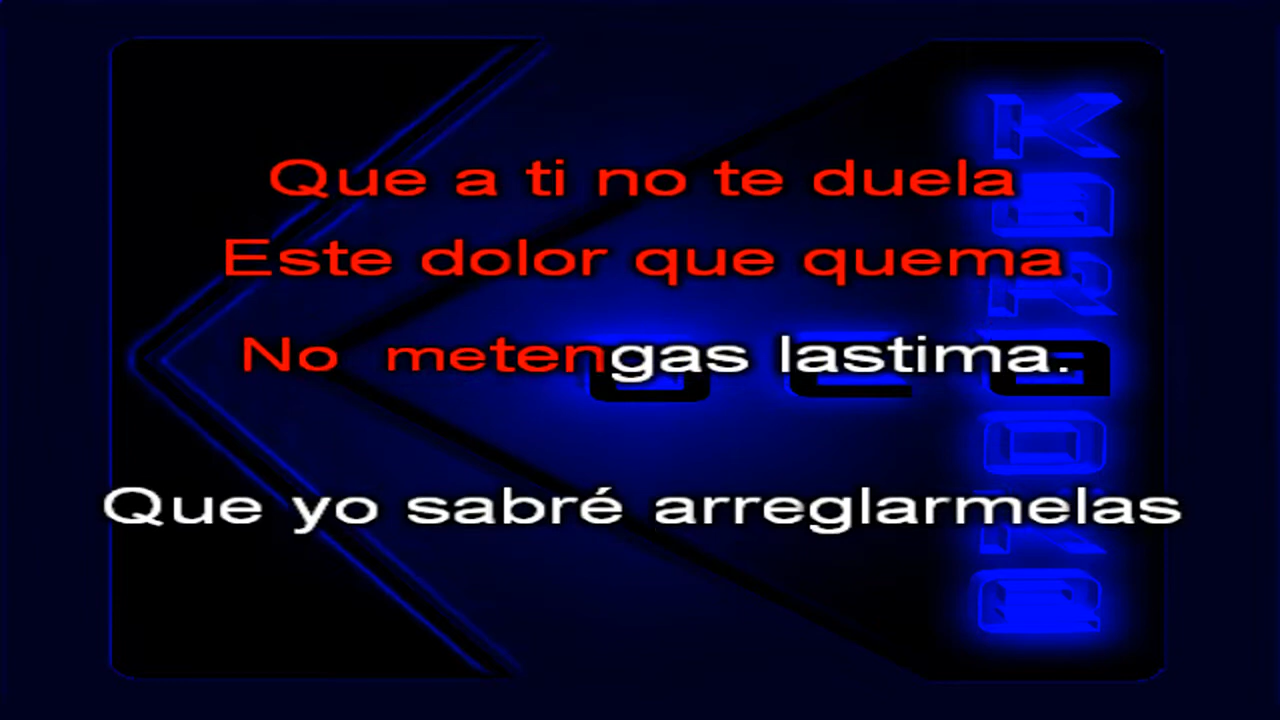 Que a ti no te duela
Este dolor que quema
No metengas lastima.
Que yo sabré arreglarmelas